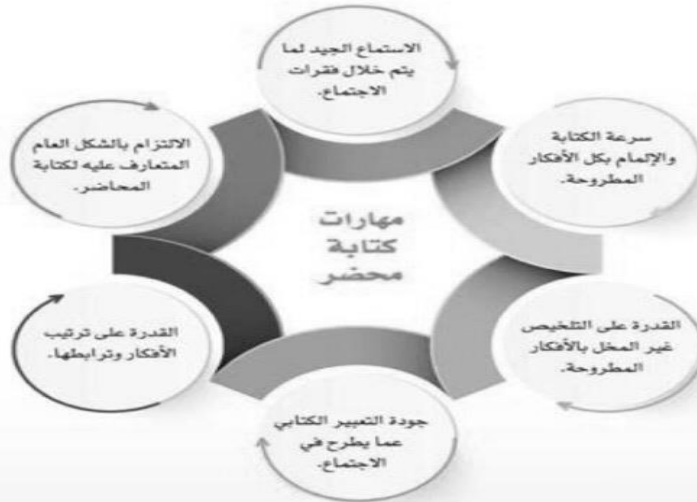 الاستماع الجيد لما
يتم خلال فقرات
الاجتماع.
سرعة الكتابة
والإلمام بكل الأفكار
المطروحة.
الالتزام بالشكل العام
المتعارف عليه لكتابة
المحاضر.
مهارات
كتابة
محضر
القدرة على التلخيص
غير المخل بالأفكار
المطروحة.
القدرة على ترتيب
الأفكار وترابطها.
جودة التعبير الكتابي
عما يطرح في
الاجتماع.